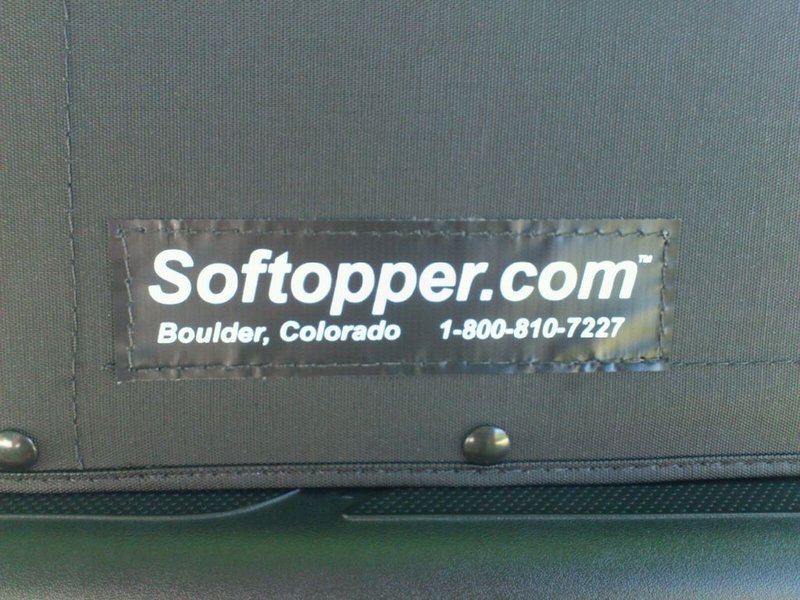 Softopper.com™
Boulder, Colorado 1-800-810-7227